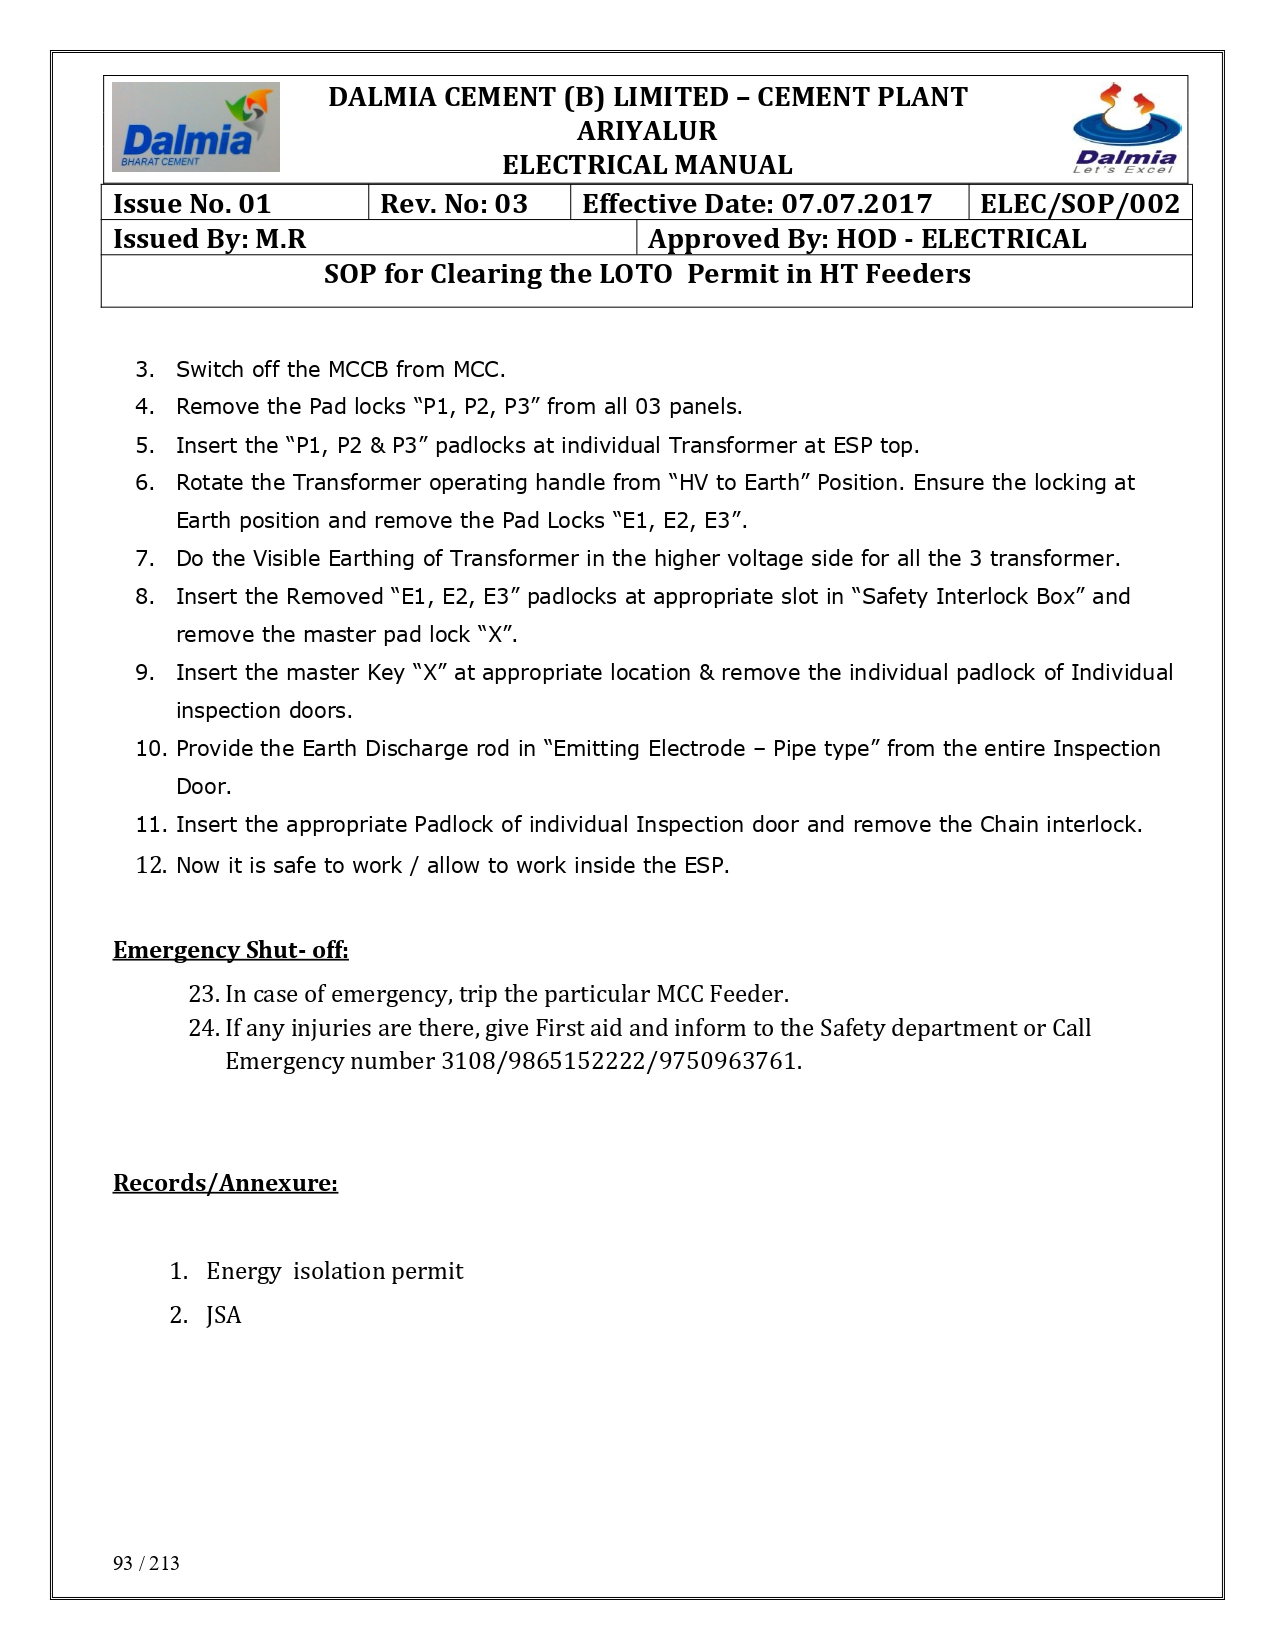 Dalmia
BHARAT CEMENT
DALMIA CEMENT (B) LIMITED – CEMENT PLANT
ARIYALUR
ELECTRICAL MANUAL
Dalmia
Let's Excel
Issue No. 01 Rev. No: 03 Effective Date: 07.07.2017 ELEC/SOP/002
Issued By: M.R Approved By: HOD - ELECTRICAL
SOP for Clearing the LOTO  Permit in HT Feeders
3. Switch off the MCCB from MCC.
4. Remove the Pad locks “P1, P2, P3” from all 03 panels.
5. Insert the “P1, P2 & P3” padlocks at individual Transformer at ESP top.
6. Rotate the Transformer operating handle from “HV to Earth” Position. Ensure the locking at
Earth position and remove the Pad Locks “E1, E2, E3”.
7. Do the Visible Earthing of Transformer in the higher voltage side for all the 3 transformer.
8. Insert the Removed “E1, E2, E3” padlocks at appropriate slot in “Safety Interlock Box” and
remove the master pad lock “X”.
9. Insert the master Key “X” at appropriate location & remove the individual padlock of Individual
inspection doors.
10. Provide the Earth Discharge rod in “Emitting Electrode – Pipe type” from the entire Inspection
Door.
11. Insert the appropriate Padlock of individual Inspection door and remove the Chain interlock.
12. Now it is safe to work / allow to work inside the ESP.
Emergency Shut- off:
23. In case of emergency, trip the particular MCC Feeder.
24. If any injuries are there, give First aid and inform to the Safety department or Call
Emergency number 3108/9865152222/9750963761.
Records/Annexure:
1. Energy  isolation permit
2. JSA
93 / 213